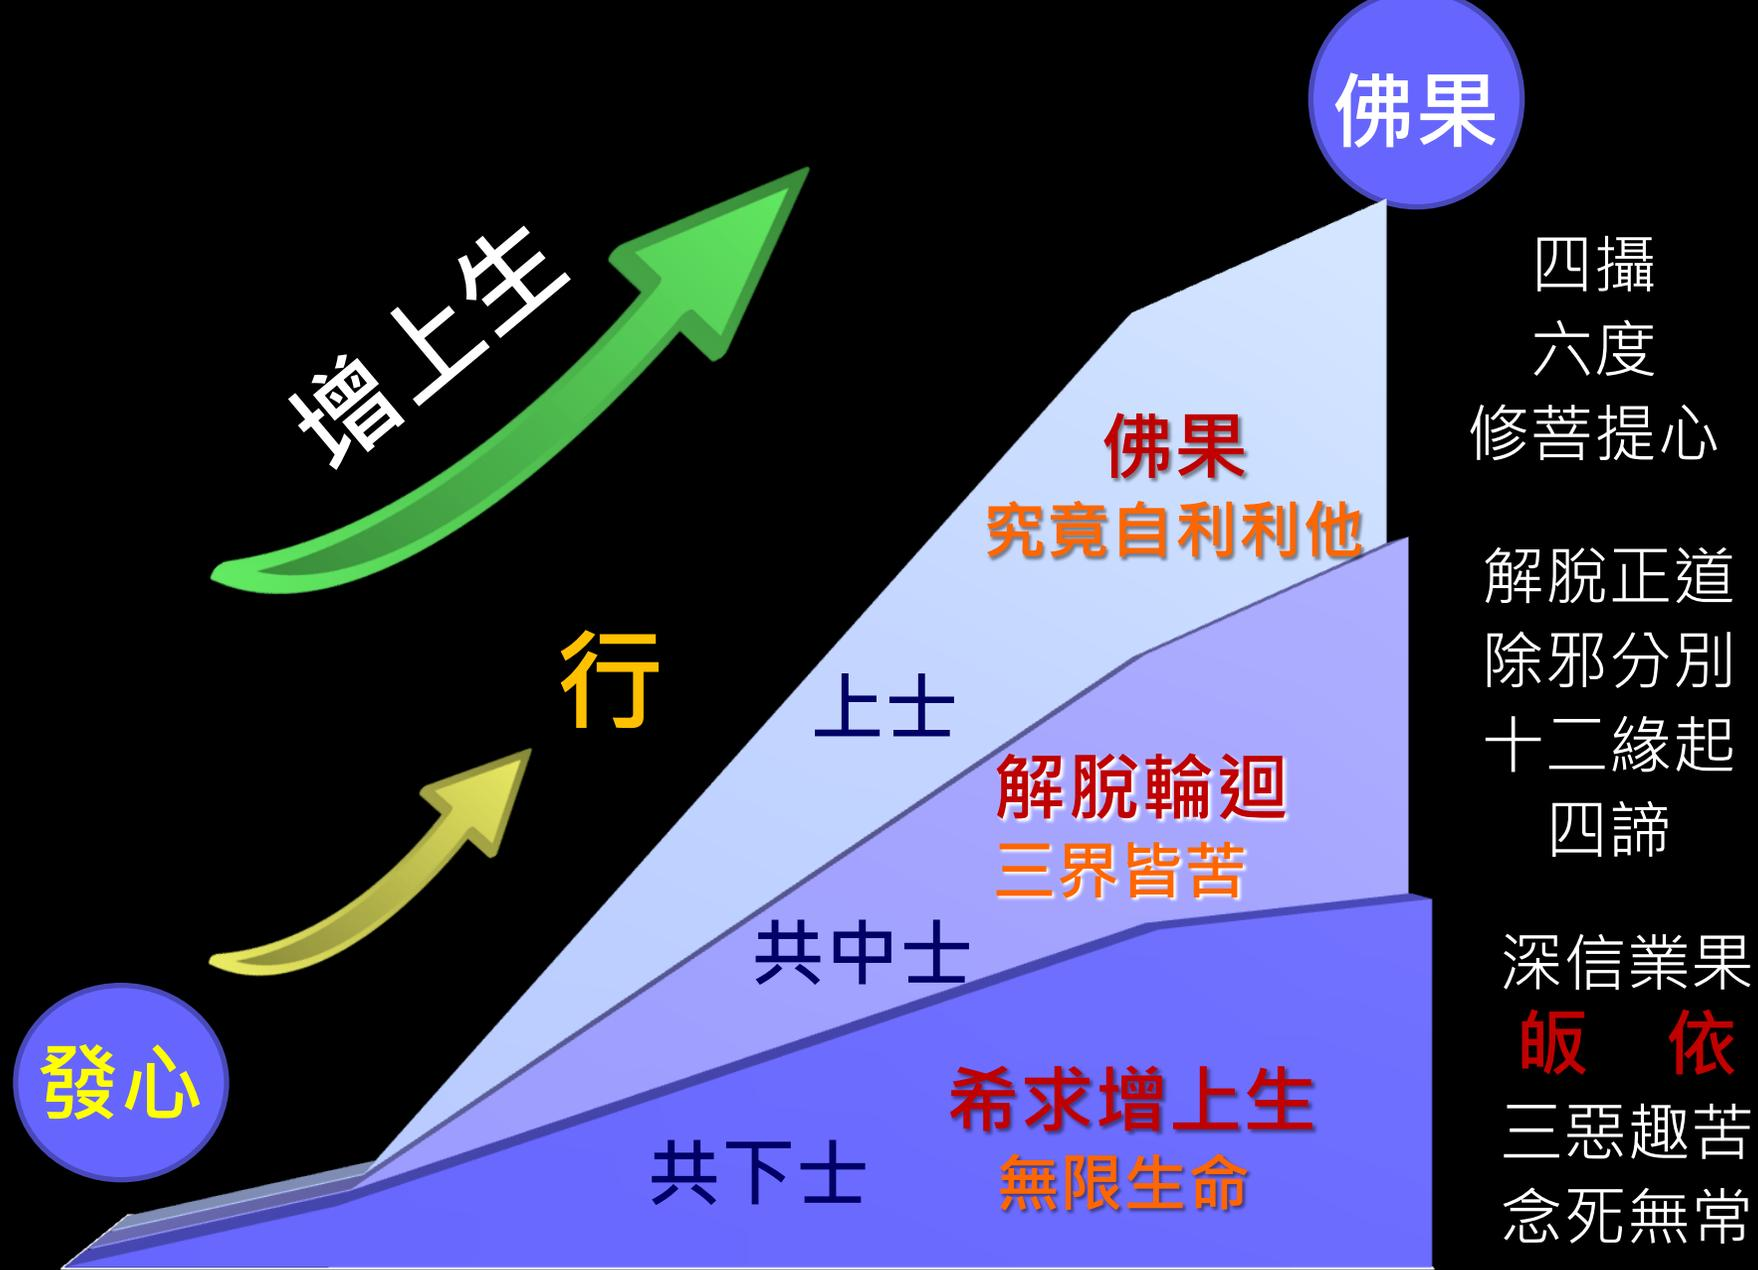 佛果
四攝
六度
修菩提心
增上生
佛果
究竟自利利他
解脫正道
除邪分別
十二緣起
四諦
行
上士
解脫輪迴
三界皆苦
共中士
深信業果
皈 依
三惡趣苦
念死無常
發心
希求增上生
無限生命
共下士